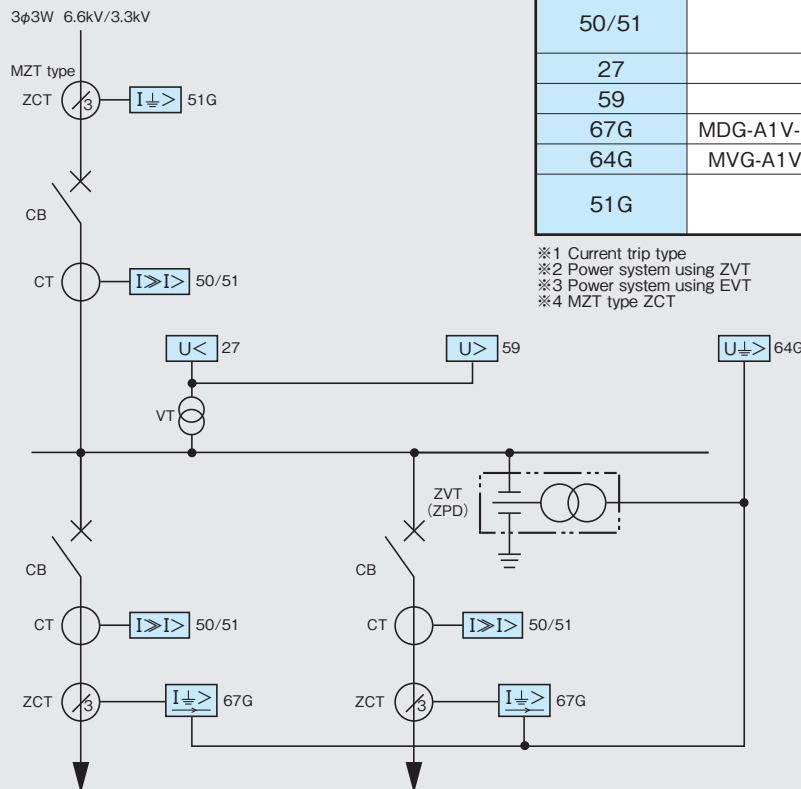 3φ3W 6.6kV/3.3kV
MZT type
ZCT
3
I⏚>
51G
CB
CT
I≫I>
50/51
U<
27
U>
59
U⏚>
64G
VT
ZVT
(ZPD)
CB
CB
CT
I≫I>
50/51
CT
I≫I>
50/51
ZCT
3
I⏚>
67G
ZCT
3
I⏚>
67G
50/51
27
59
67G MDG-A1V-
64G MVG-A1V
51G
※1 Current trip type
※2 Power system using ZVT
※3 Power system using EVT
※4 MZT type ZCT